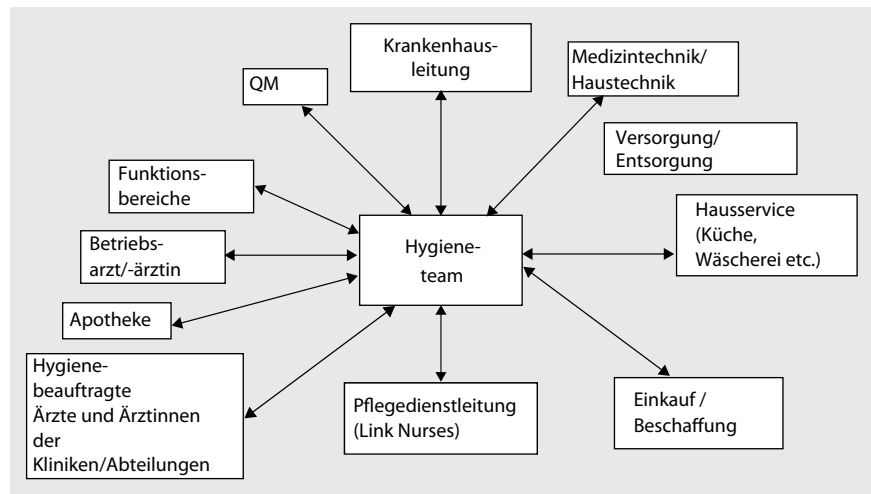 Krankenhaus-
leitung
Medizintechnik/
Haustechnik
QM
Versorgung/
Entsorgung
Funktions-
bereiche
Hausservice
(Küche,
Wäscherei etc.)
Betriebs-
arzt/-ärztin
Hygiene-
team
Apotheke
Hygiene-
beauftragte
Ärzte und Ärztinnen
der
Kliniken/Abteilungen
Pflegedienstleitung
(Link Nurses)
Einkauf /
Beschaffung